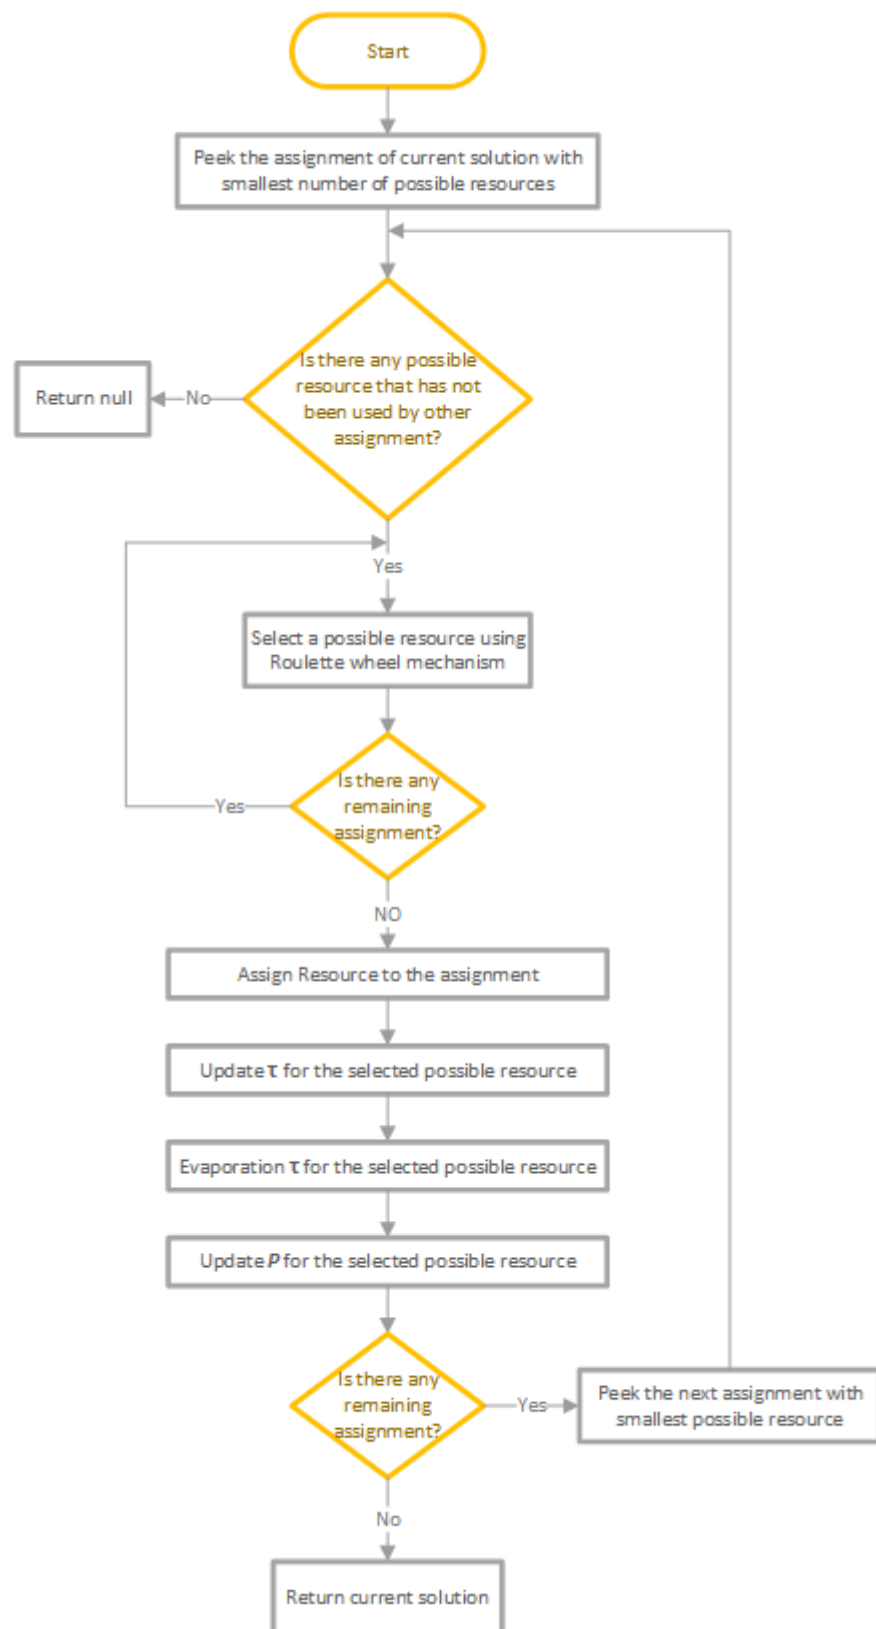 Start
Peek the assignment of current solution with
smallest number of possible resources
Is there any possible
resource that has not
been used by other
assignment?
No
Return null
Yes
Select a possible resource using
Roulette wheel mechanism
Is there any
remaining
assignment?
Yes
NO
Assign Resource to the assignment
Update τ for the selected possible resource
Evaporation τ for the selected possible resource
Update P for the selected possible resource
Is there any
remaining
assignment?
Yes
Peek the next assignment with
smallest possible resource
No
Return current solution